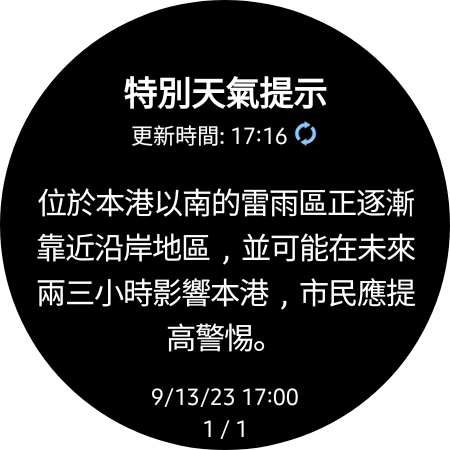 特別天氣提示
更新時間: 17:16
位於本港以南的雷雨區正逐漸
靠近沿岸地區，並可能在未來
兩三小時影響本港，市民應提
高警惕。
9/13/23 17:00
1 / 1